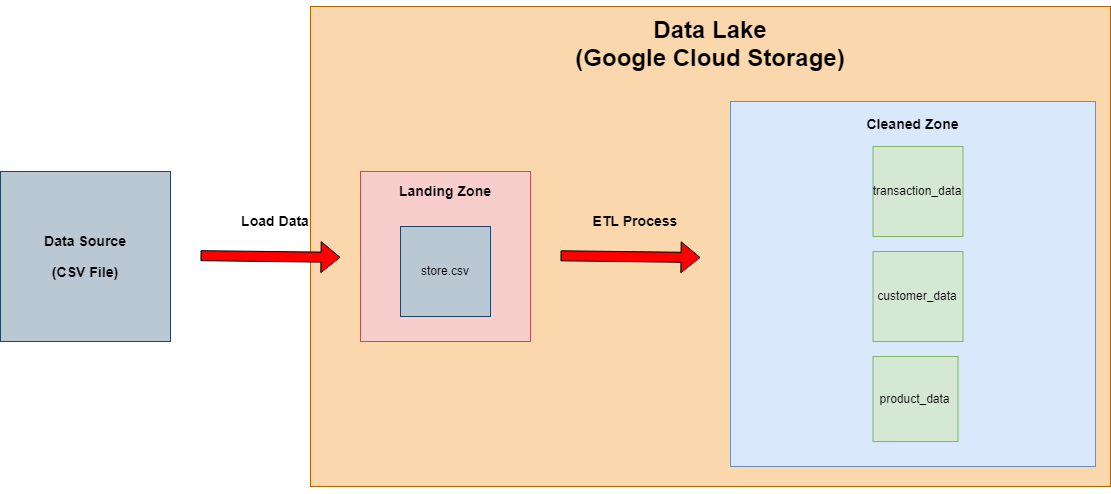 Data Lake
(Google Cloud Storage)
Cleaned Zone
transaction_data
Landing Zone
Load Data
ETL Process
Data Source
(CSV File)
store.csv
customer_data
product_data